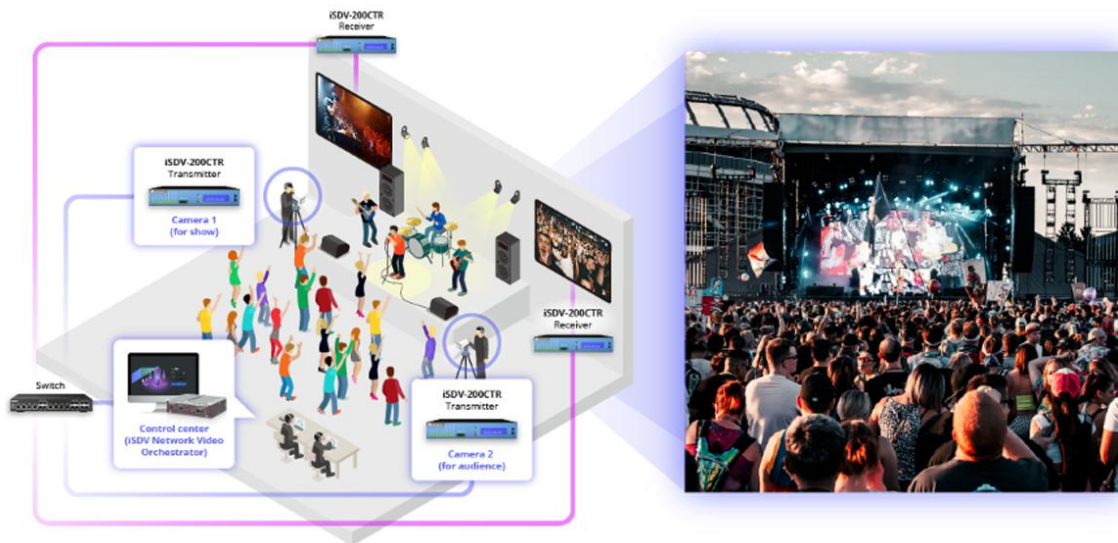 iSDV-200CTR
Receiver
iSDV-200CTR
Transmitter
Camera 1
(for show)
iSDV-200CTR
Receiver
Switch
Control center
(iSDV Network Video
Orchestrator)
iSDV-200CTR
Transmitter
Camera 2
(for audience)